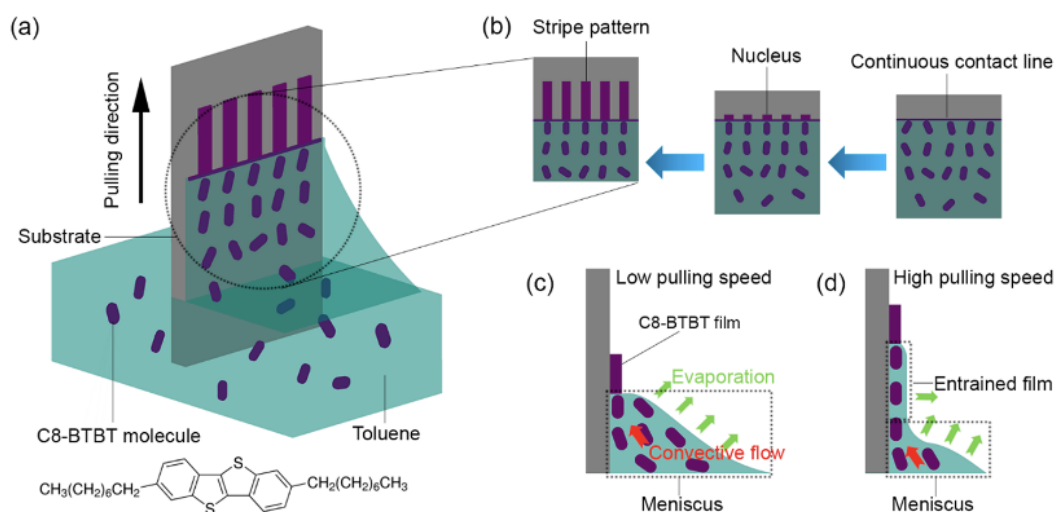 (a)
Pulling direction
Substrate
C8-BTBT molecule
Toluene
CH3(CH2)6CH2
S
S
CH2(CH2)6CH3
(b)
Stripe pattern
Nucleus
Continuous contact line
(c)
Low pulling speed
C8-BTBT film
Evaporation
Convective flow
Meniscus
(d)
High pulling speed
Entrained film
Meniscus